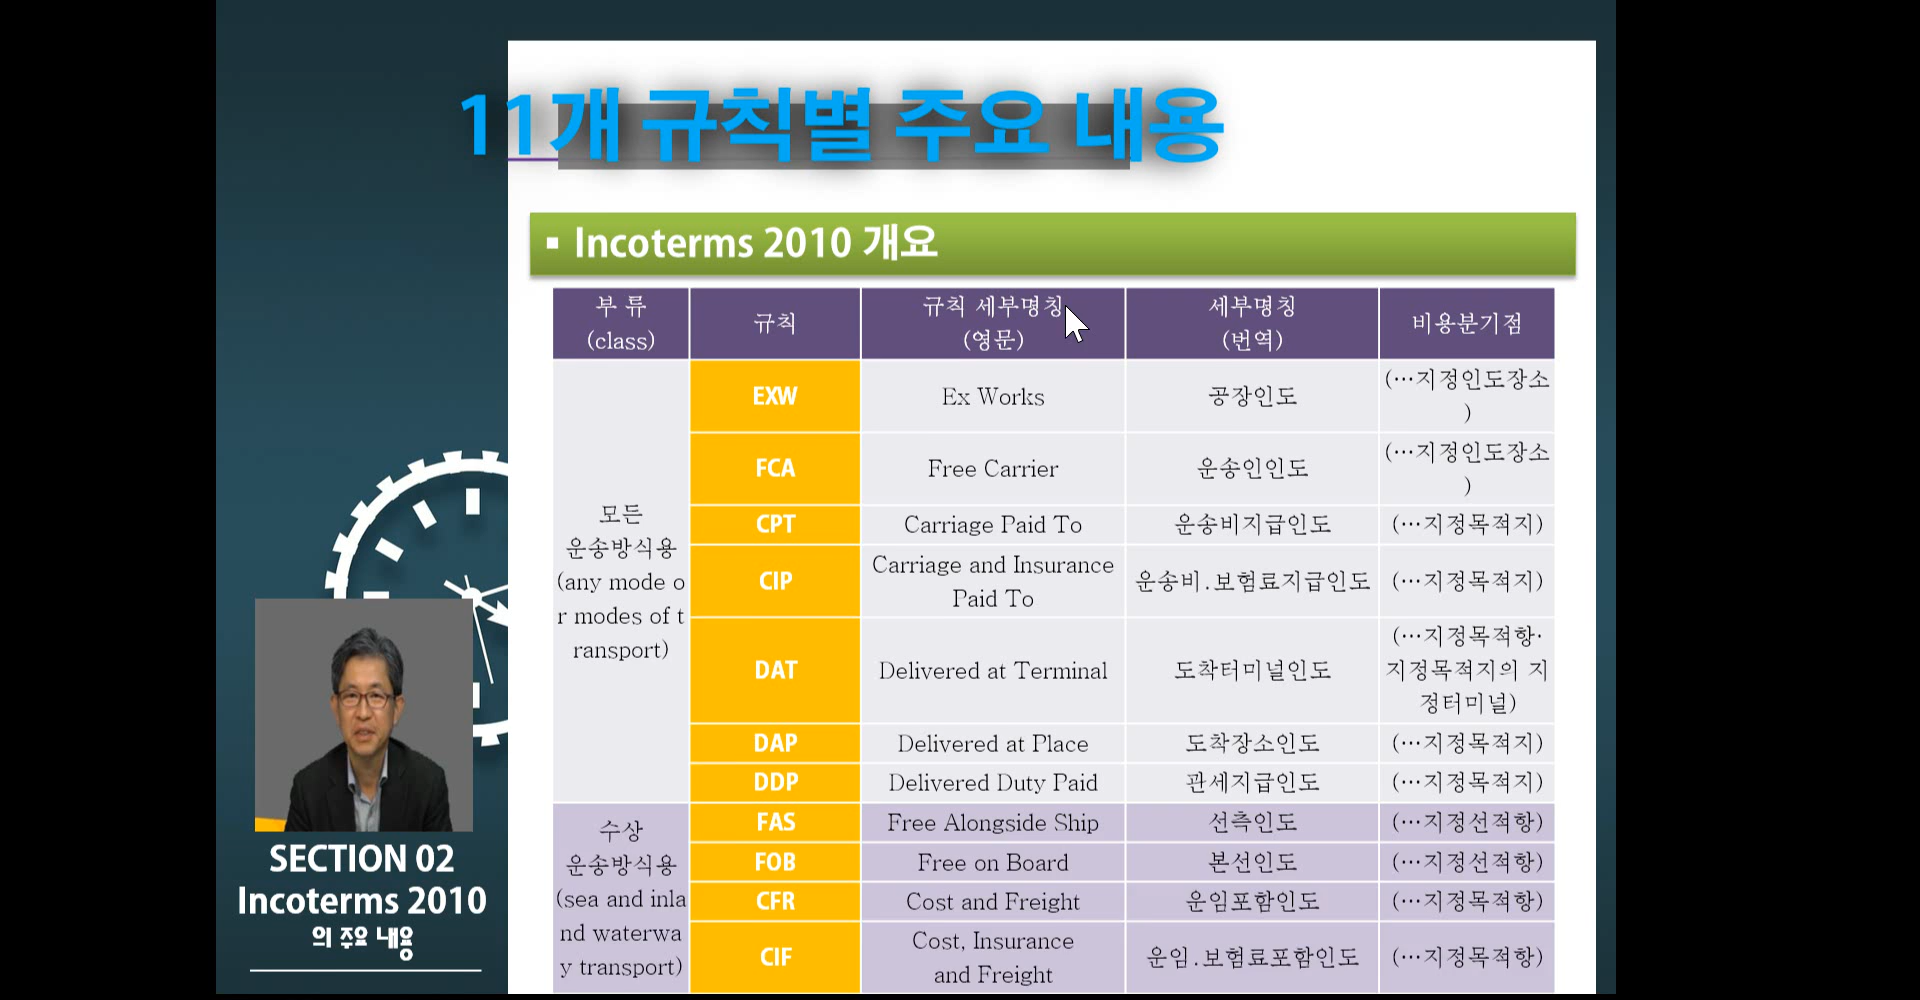 11개 규칙별 주요 내용
▪ Incoterms 2010 개요
부 류
(class)
규칙
규칙 세부명칭
(영문)
세부명칭
(번역)
비용분기점
모든
운송방식용
(any mode o
r modes of t
ransport)
EXW
Ex Works
공장인도
(…지정인도장소
)
FCA
Free Carrier
운송인인도
(…지정인도장소
)
CPT
Carriage Paid To
운송비지급인도
(…지정목적지)
CIP
Carriage and Insurance
Paid To
운송비.보험료지급인도
(…지정목적지)
DAT
Delivered at Terminal
도착터미널인도
(…지정목적항·
지정목적지의 지
정터미널)
DAP
Delivered at Place
도착장소인도
(…지정목적지)
DDP
Delivered Duty Paid
관세지급인도
(…지정목적지)
수상
운송방식용
(sea and inla
nd waterwa
y transport)
FAS
Free Alongside Ship
선측인도
(…지정선적항)
FOB
Free on Board
본선인도
(…지정선적항)
CFR
Cost and Freight
운임포함인도
(…지정목적항)
CIF
Cost, Insurance
and Freight
운임.보험료포함인도
(…지정목적항)
SECTION 02
Incoterms 2010
의 주요 내용